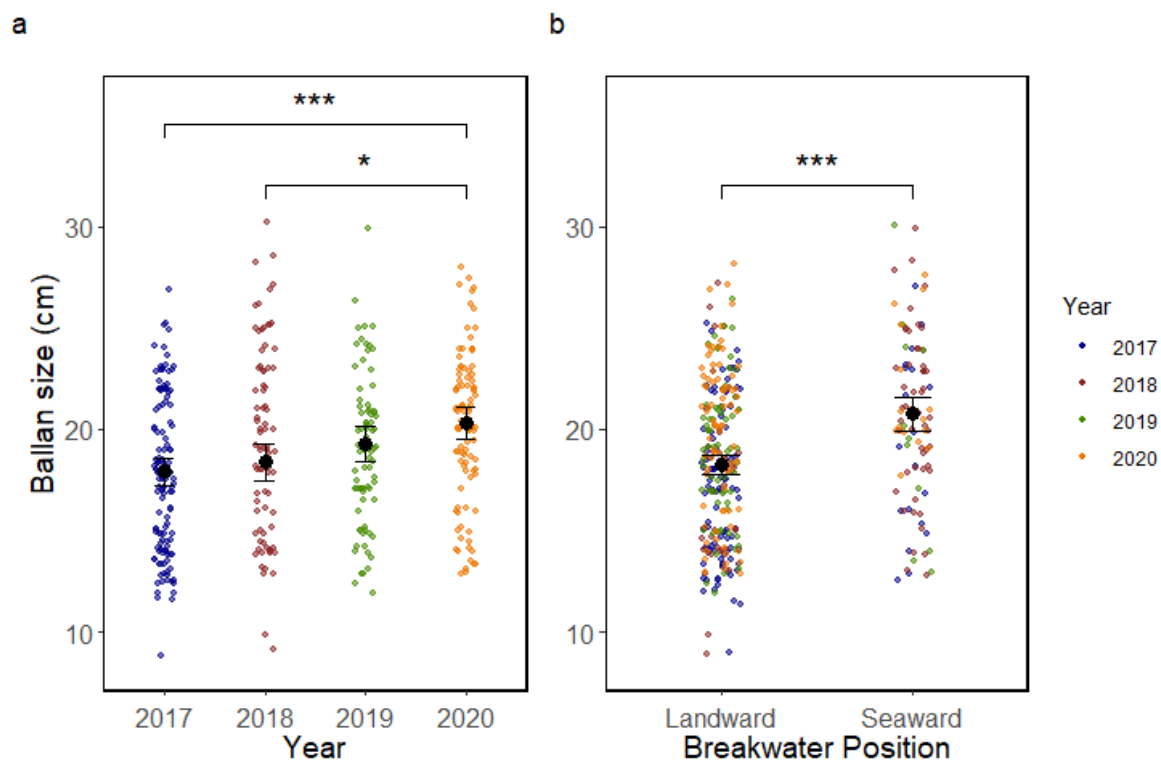 a
b
***
*
***
30
20
10
Ballan size (cm)
2017 2018 2019 2020
Year
30
20
10
Landward Seaward
Breakwater Position
Year
2017
2018
2019
2020